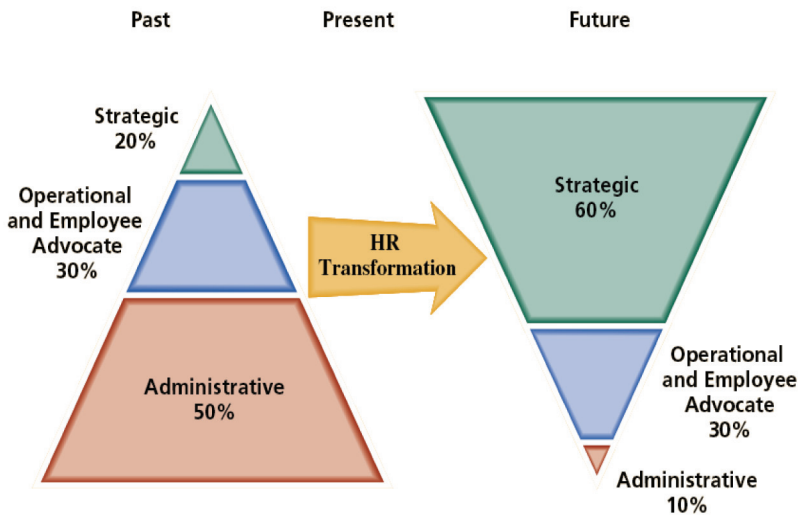 Past
Present
Future
Strategic
20%
Operational
and Employee
Advocate
30%
Administrative
50%
HR
Transformation
Strategic
60%
Operational
and Employee
Advocate
30%
Administrative
10%